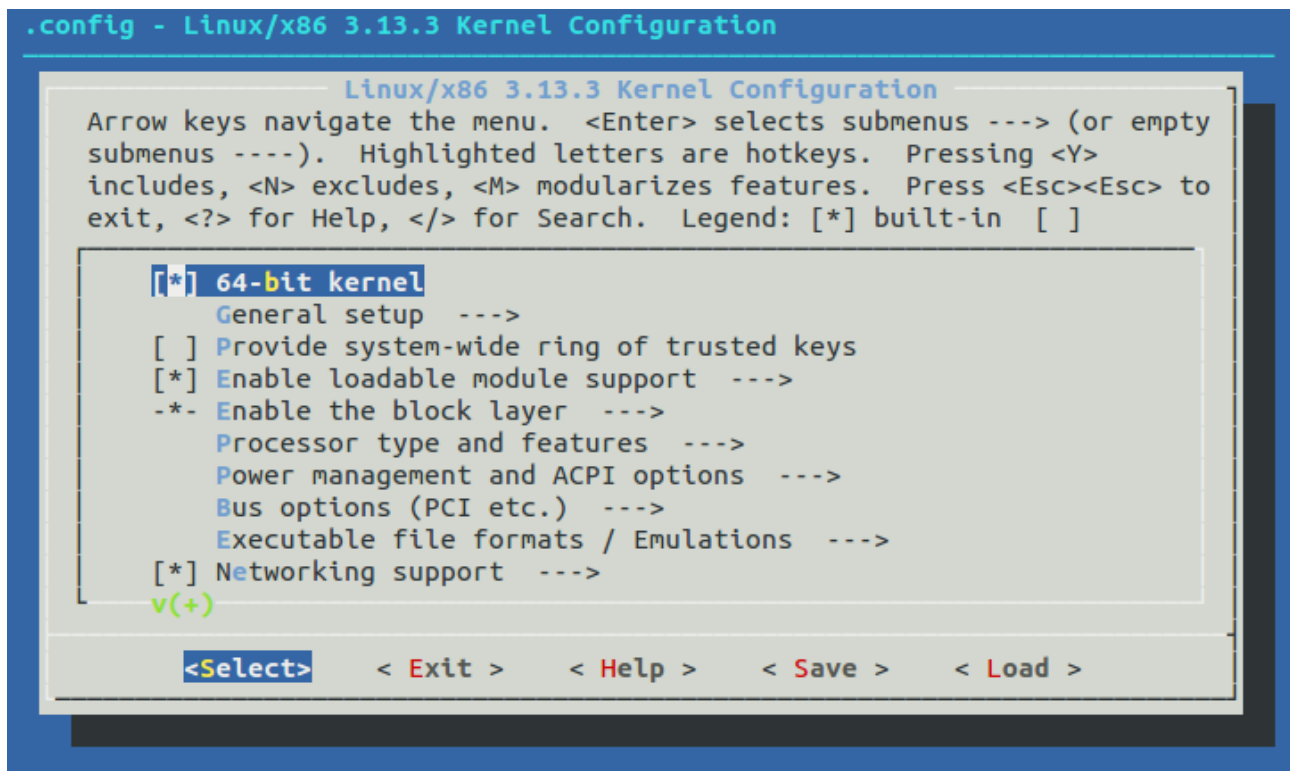 .config - Linux/x86 3.13.3 Kernel Configuration
Linux/x86 3.13.3 Kernel Configuration
Arrow keys navigate the menu.  <Enter> selects submenus ---> (or empty
submenus ----).  Highlighted letters are hotkeys.  Pressing <Y>
includes, <N> excludes, <M> modularizes features.  Press <Esc><Esc> to
exit, <?> for Help, </> for Search.  Legend: [*] built-in  [ ]
[*] 64-bit kernel
General setup  --->
[ ] Provide system-wide ring of trusted keys
[*] Enable loadable module support  --->
-*- Enable the block layer  --->
Processor type and features  --->
Power management and ACPI options  --->
Bus options (PCI etc.)  --->
Executable file formats / Emulations  --->
[*] Networking support  --->
v(+)
<Select>    < Exit >    < Help >    < Save >    < Load >